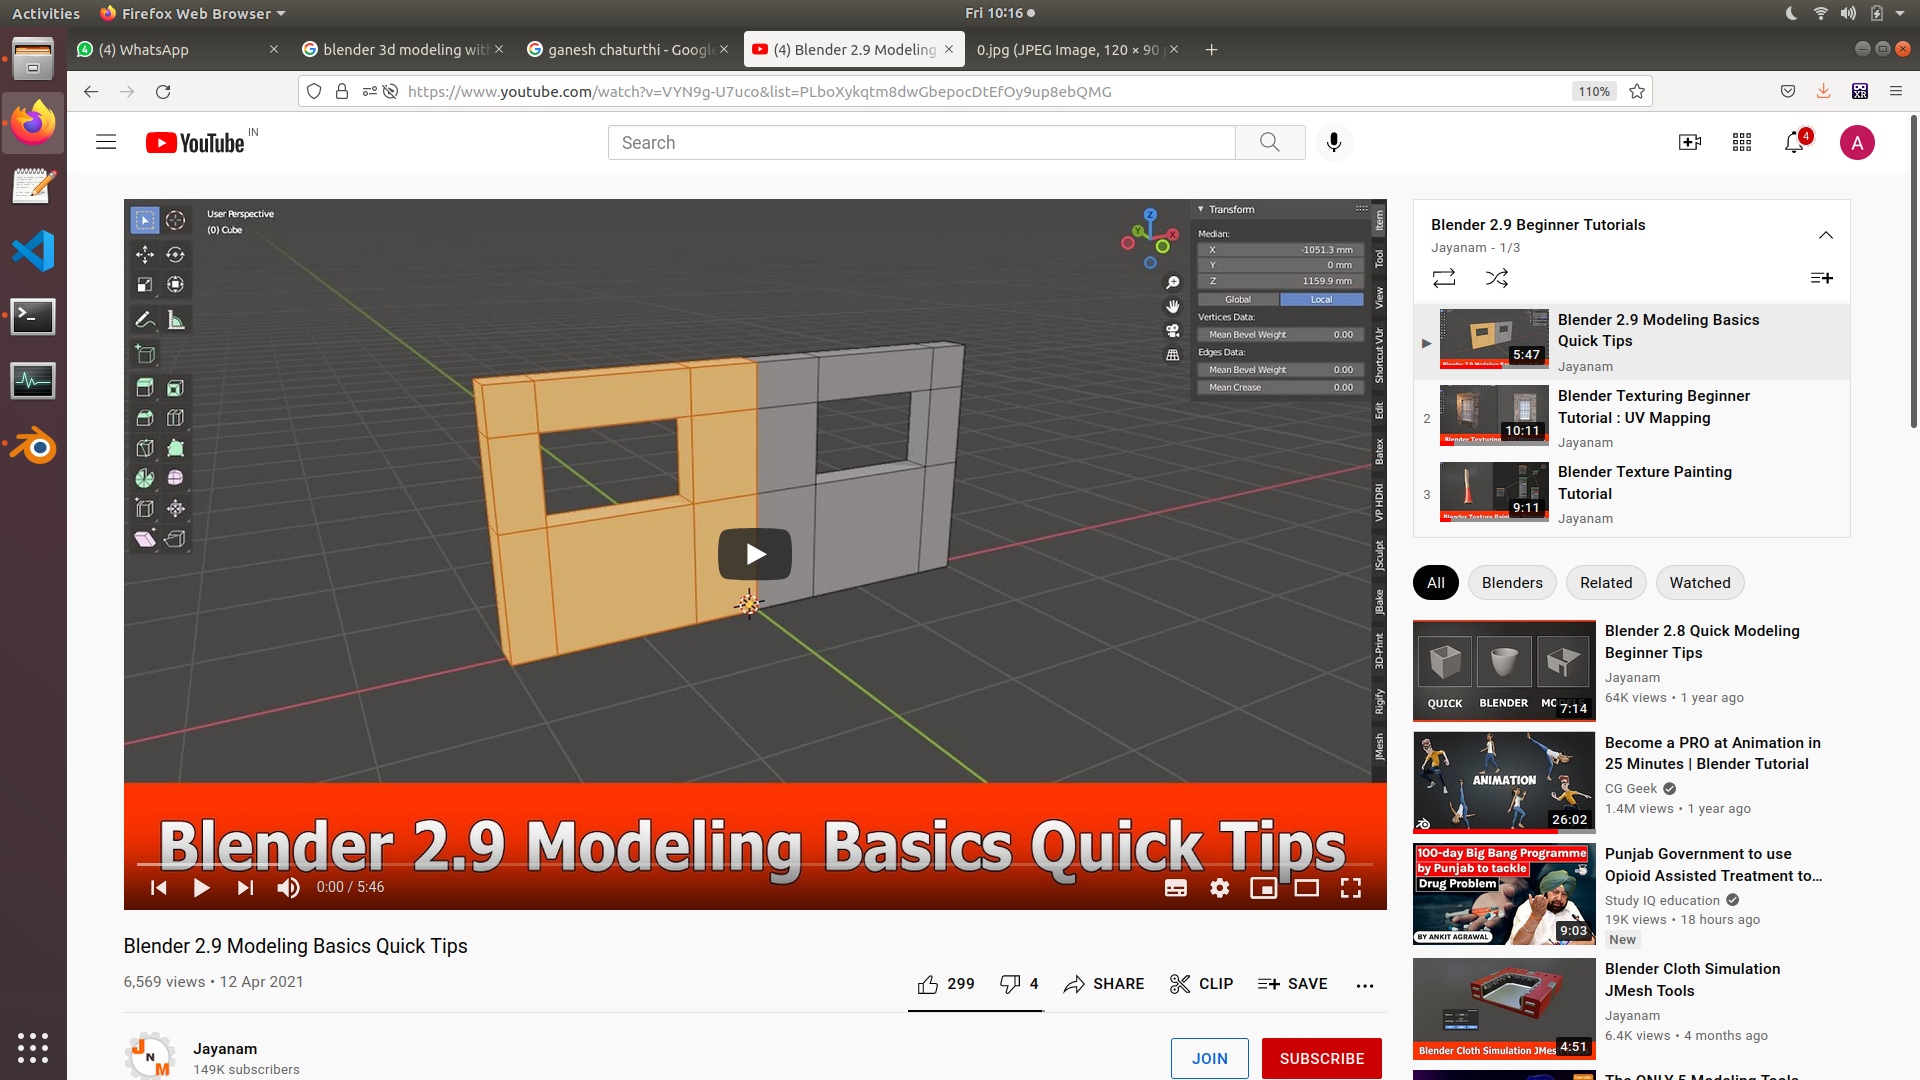 Activities
Firefox Web Browser
Fri 10:16
(4) WhatsApp
blender 3d modeling with
ganesh chaturthi - Google
(4) Blender 2.9 Modeling
0.jpg (JPEG Image, 120 × 90 p
https://www.youtube.com/watch?v=VYN9g-U7uco&list=PLboXykqtm8dwGbepocDtEfOy9up8ebQMG
110%
YouTube IN
Search
4
A
User Perspective
(0) Cube
Transform
Median:
X -1051.3 mm
Y 0 mm
Z 1159.9 mm
Global Local
Vertices Data:
Mean Bevel Weight 0.00
Edges Data:
Mean Bevel Weight 0.00
Mean Crease 0.00
Item
Tool
View
Shortcut VUr
Edit
Batex
VP HDRI
JSculpt
JBake
3D-Print
Rigify
JMesh
Blender 2.9 Modeling Basics Quick Tips
0:00 / 5:46
Blender 2.9 Modeling Basics Quick Tips
6,569 views • 12 Apr 2021
299
4
SHARE
CLIP
SAVE
Jayanam
149K subscribers
JOIN
SUBSCRIBE
Blender 2.9 Beginner Tutorials
Jayanam - 1/3
5:47
Blender 2.9 Modeling Basics
Quick Tips
Jayanam
2
10:11
Blender Texturing Beginner
Tutorial : UV Mapping
Jayanam
3
9:11
Blender Texture Painting
Tutorial
Jayanam
All
Blenders
Related
Watched
QUICK BLENDER
7:14
Blender 2.8 Quick Modeling
Beginner Tips
Jayanam
64K views • 1 year ago
ANIMATION
26:02
Become a PRO at Animation in
25 Minutes | Blender Tutorial
CG Geek
1.4M views • 1 year ago
100-day Big Bang Programme
by Punjab to tackle
Drug Problem
BY ANKIT AGRAWAL
9:03
Punjab Government to use
Opioid Assisted Treatment to...
Study IQ education
19K views • 18 hours ago
New
Blender Cloth Simulation JMes
4:51
Blender Cloth Simulation
JMesh Tools
Jayanam
6.4K views • 4 months ago
The ONLY 5 Modeling Tools